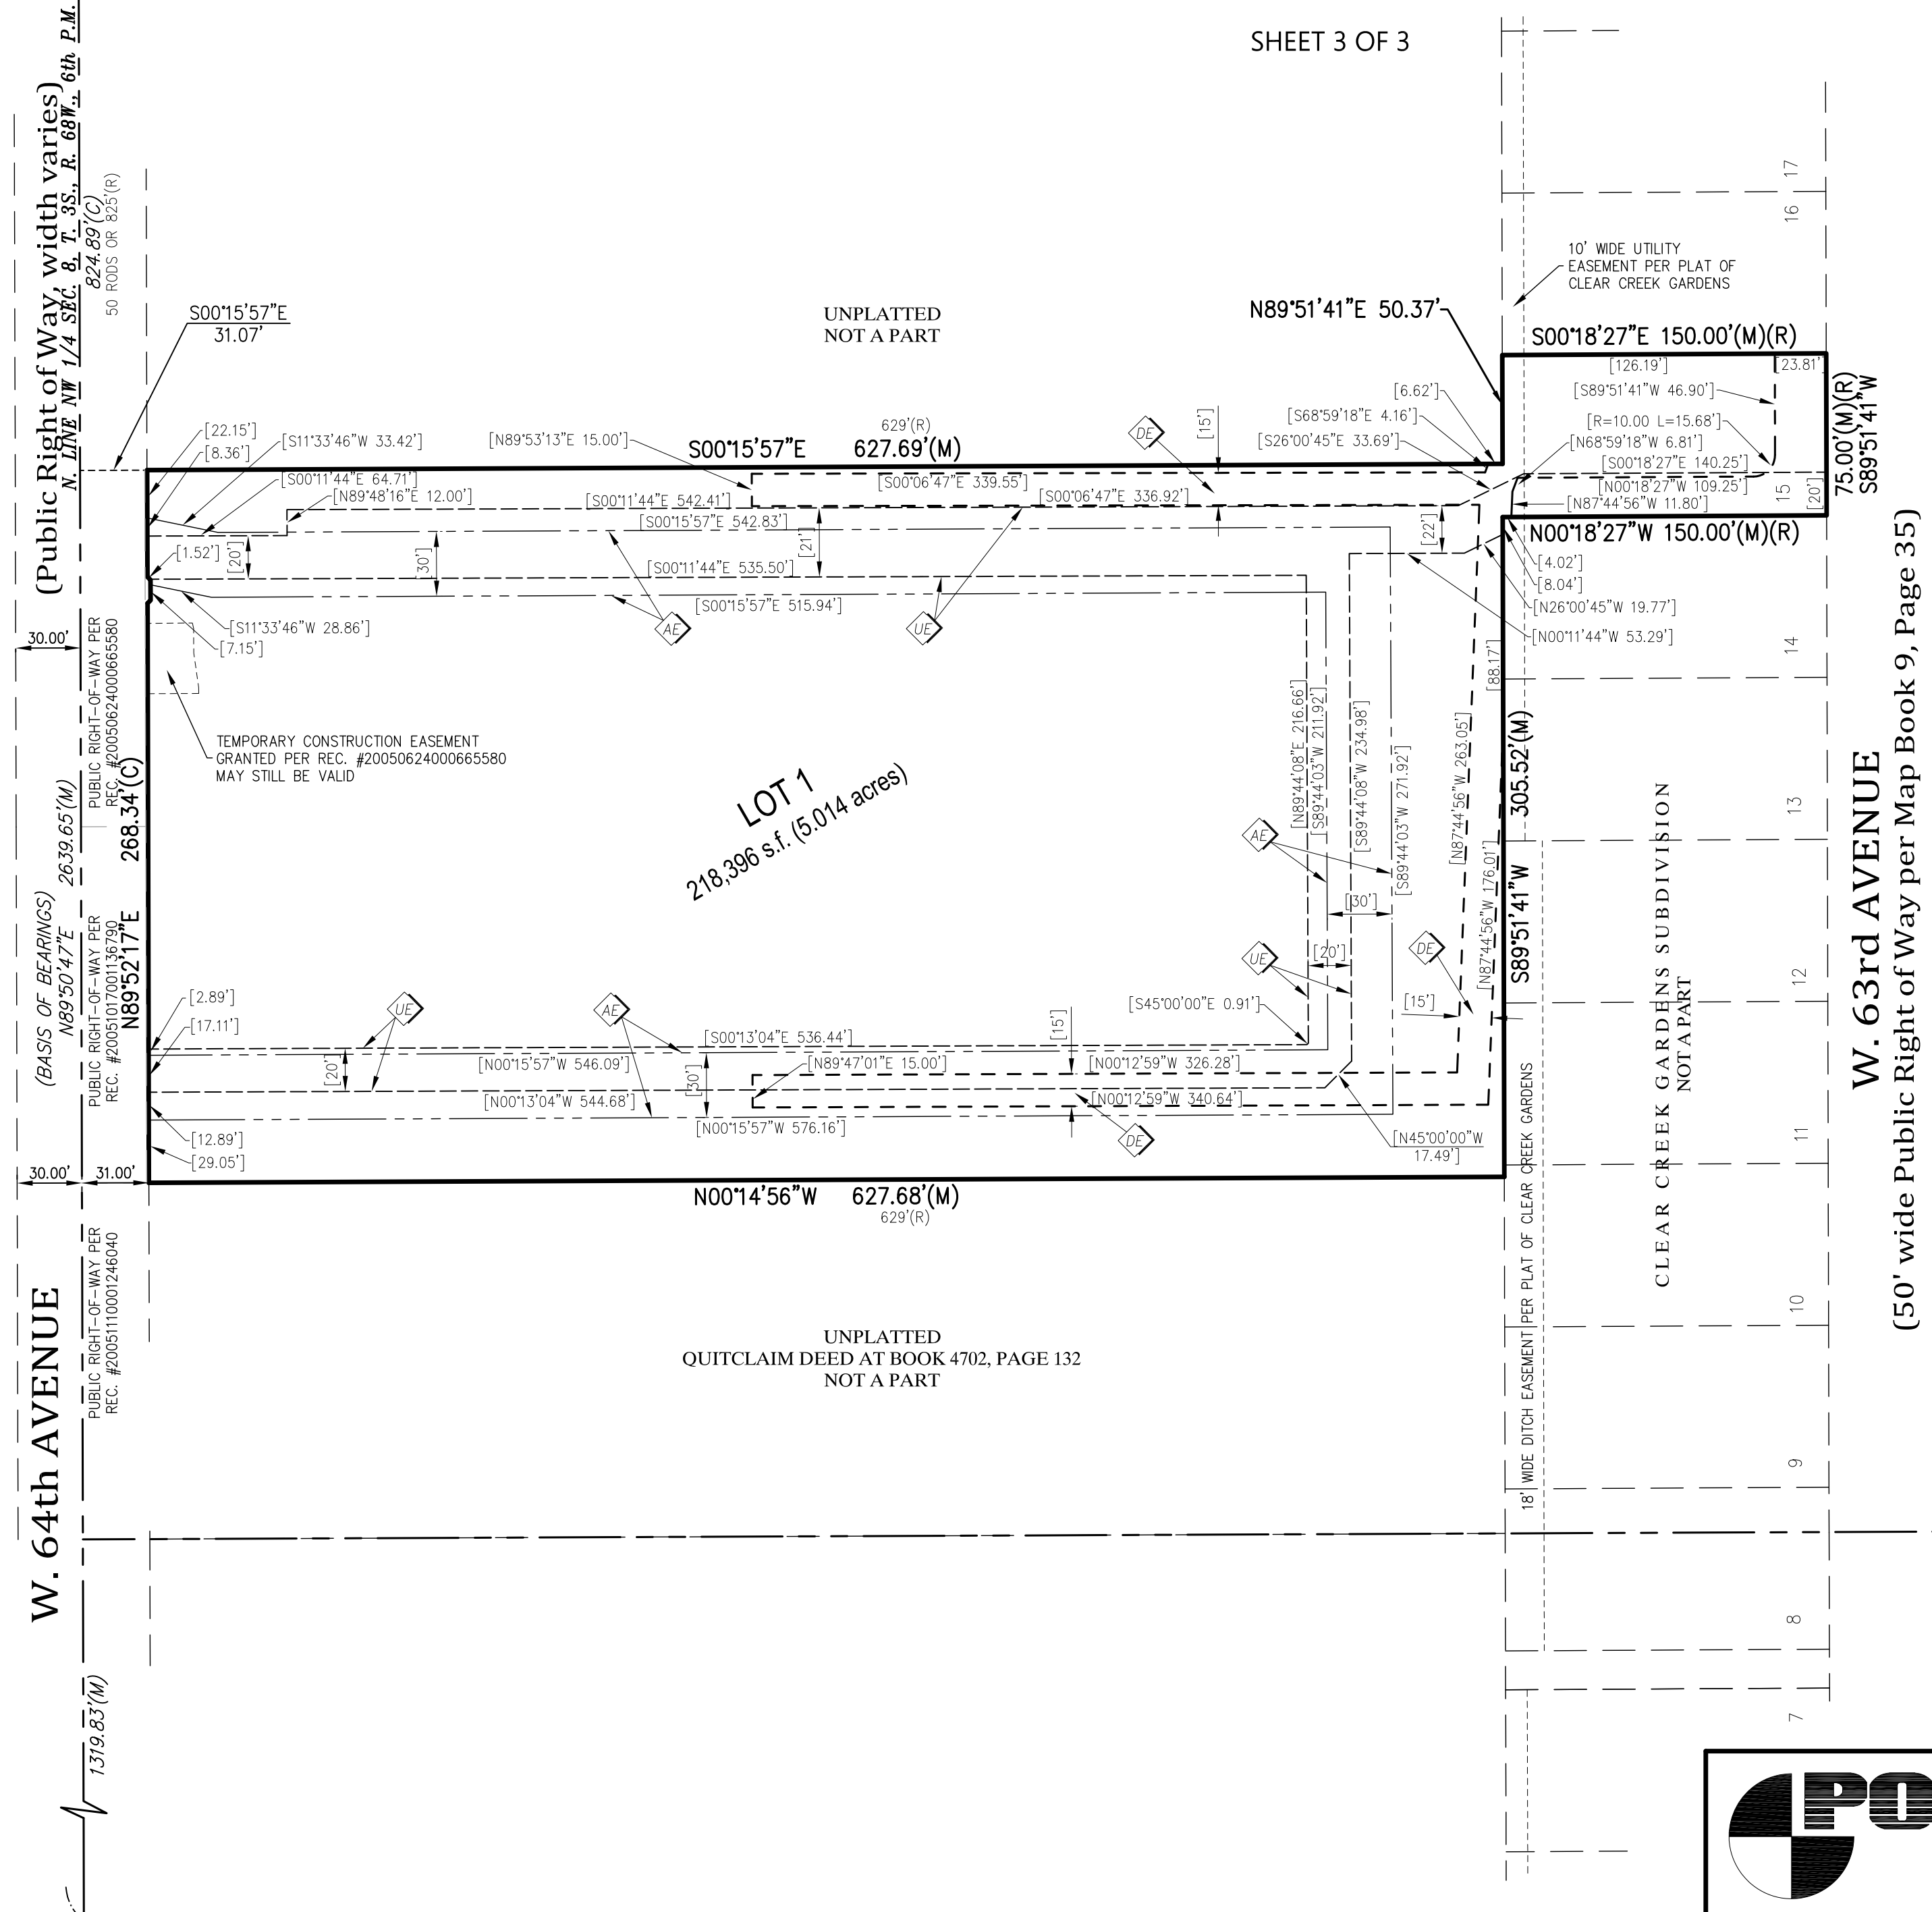 SHEET 3 OF 3
(Public Right of Way, width varies)
N. LINE NW 1/4 SEC. 8, T. 3S., R. 68W., 6th P.M.
824.89'(C)
50 RODS OR 825'(R)
S00°15'57"E
31.07'
UNPLATTED
NOT A PART
N89°51'41"E 50.37'
10' WIDE UTILITY
EASEMENT PER PLAT OF
CLEAR CREEK GARDENS
17
16
S00°18'27"E 150.00'(M)(R)
[126.19']
[23.81']
[S89°51'41"W 46.90']
[R=10.00 L=15.68']
[N68°59'18"W 6.81']
[S00°18'27"E 140.25']
[N00°18'27"W 109.25']
[N87°44'56"W 11.80']
15
[20']
75.00'(M)(R)
S89°51'41"W
N00°18'27"W 150.00'(M)(R)
[4.02']
[8.04']
[N26°00'45"W 19.77']
[N00°11'44"W 53.29']
[22.15']
[8.36']
[S11°33'46"W 33.42']
[S00°11'44"E 64.71']
[N89°48'16"E 12.00']
[N89°53'13"E 15.00']
S00°15'57"E 627.69'(M)
629'(R)
DE
[15']
[6.62']
[S68°59'18"E 4.16']
[S26°00'45"E 33.69']
[S00°06'47"E 339.55']
[S00°11'44"E 542.41']
[S00°06'47"E 336.92']
[S00°15'57"E 542.83']
[1.52']
[20']
[30']
[21']
[22']
[S00°11'44"E 535.50']
[S00°15'57"E 515.94']
[S11°33'46"W 28.86']
[7.15']
AE
UE
30.00'
PUBLIC RIGHT-OF-WAY PER
REC. #20050624000665580
TEMPORARY CONSTRUCTION EASEMENT
GRANTED PER REC. #20050624000665580
MAY STILL BE VALID
LOT 1
218,396 s.f. (5.014 acres)
[N89°44'08"E 216.66']
[S89°44'03"W 211.92']
[S89°44'08"W 234.98']
[S89°44'03"W 271.92']
[N87°44'56"W 263.05']
[N87°44'56"W 176.01']
[88.17']
S89°51'41"W 305.52'(M)
14
13
12
11
10
9
8
7
AE
[30']
UE
[20']
DE
[15']
[S45°00'00"E 0.91']
(BASIS OF BEARINGS)
N89°50'47"E 2639.65'(M)
PUBLIC RIGHT-OF-WAY PER
REC. #20051017001136790
N89°52'17"E 268.34'(C)
[2.89']
[17.11']
UE
AE
[S00°13'04"E 536.44']
[20']
[N00°15'57"W 546.09']
[30']
[15']
[N89°47'01"E 15.00']
[N00°12'59"W 326.28']
[N00°13'04"W 544.68']
[N00°12'59"W 340.64']
[N00°15'57"W 576.16']
DE
[N45°00'00"W
17.49']
[12.89']
[29.05']
30.00'
31.00'
N00°14'56"W 627.68'(M)
629'(R)
W. 64th AVENUE
PUBLIC RIGHT-OF-WAY PER
REC. #20051110001246040
UNPLATTED
QUITCLAIM DEED AT BOOK 4702, PAGE 132
NOT A PART
18' WIDE DITCH EASEMENT PER PLAT OF CLEAR CREEK GARDENS
CLEAR CREEK GARDENS SUBDIVISION
NOT A PART
W. 63rd AVENUE
(50' wide Public Right of Way per Map Book 9, Page 35)
1319.83'(M)
PO